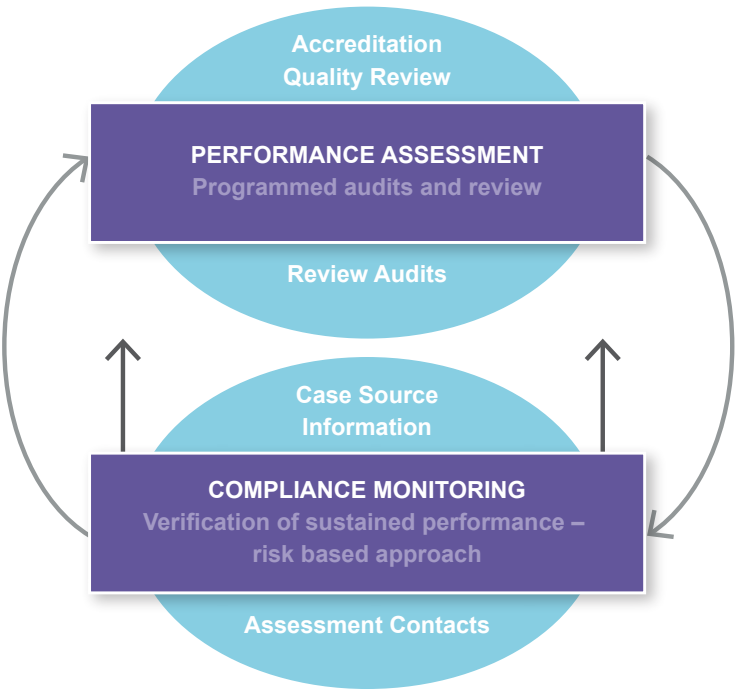 Accreditation
Quality Review
PERFORMANCE ASSESSMENT
Programmed audits and review
Review Audits
Case Source
Information
COMPLIANCE MONITORING
Verification of sustained performance –
risk based approach
Assessment Contacts